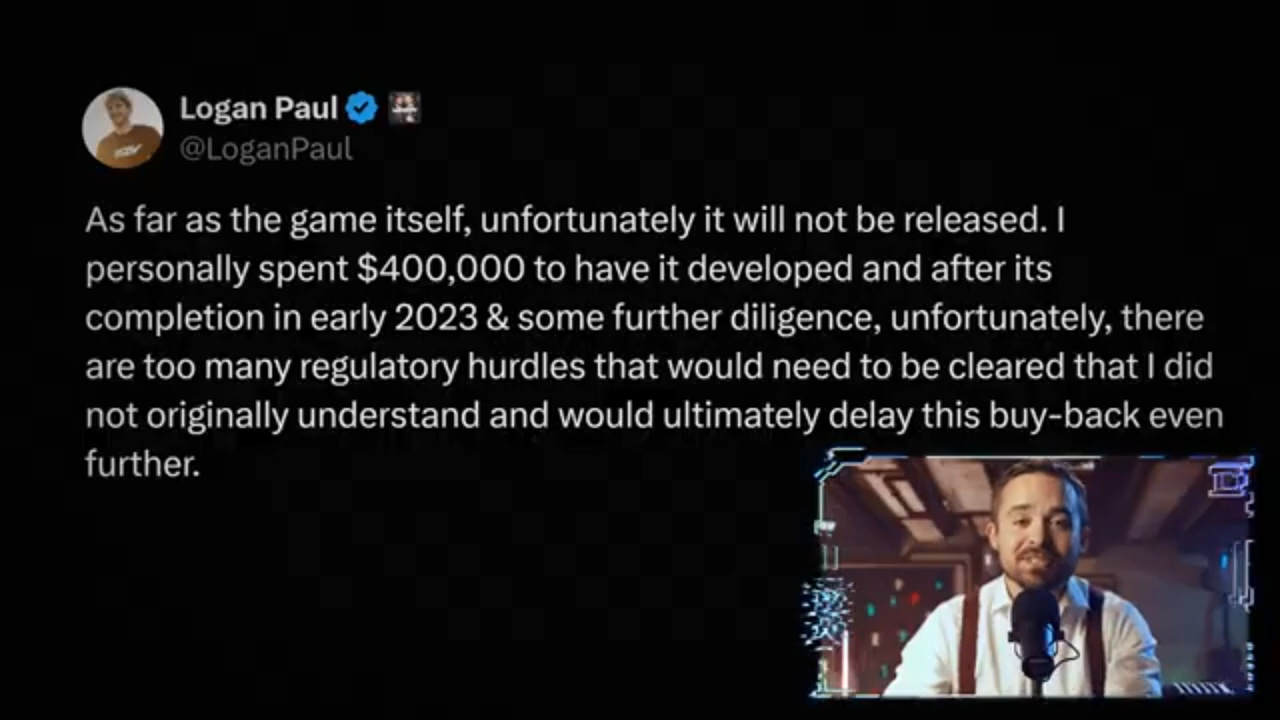 Logan Paul
@LoganPaul
As far as the game itself, unfortunately it will not be released. I
personally spent $400,000 to have it developed and after its
completion in early 2023 & some further diligence, unfortunately, there
are too many regulatory hurdles that would need to be cleared that I did
not originally understand and would ultimately delay this buy-back even
further.